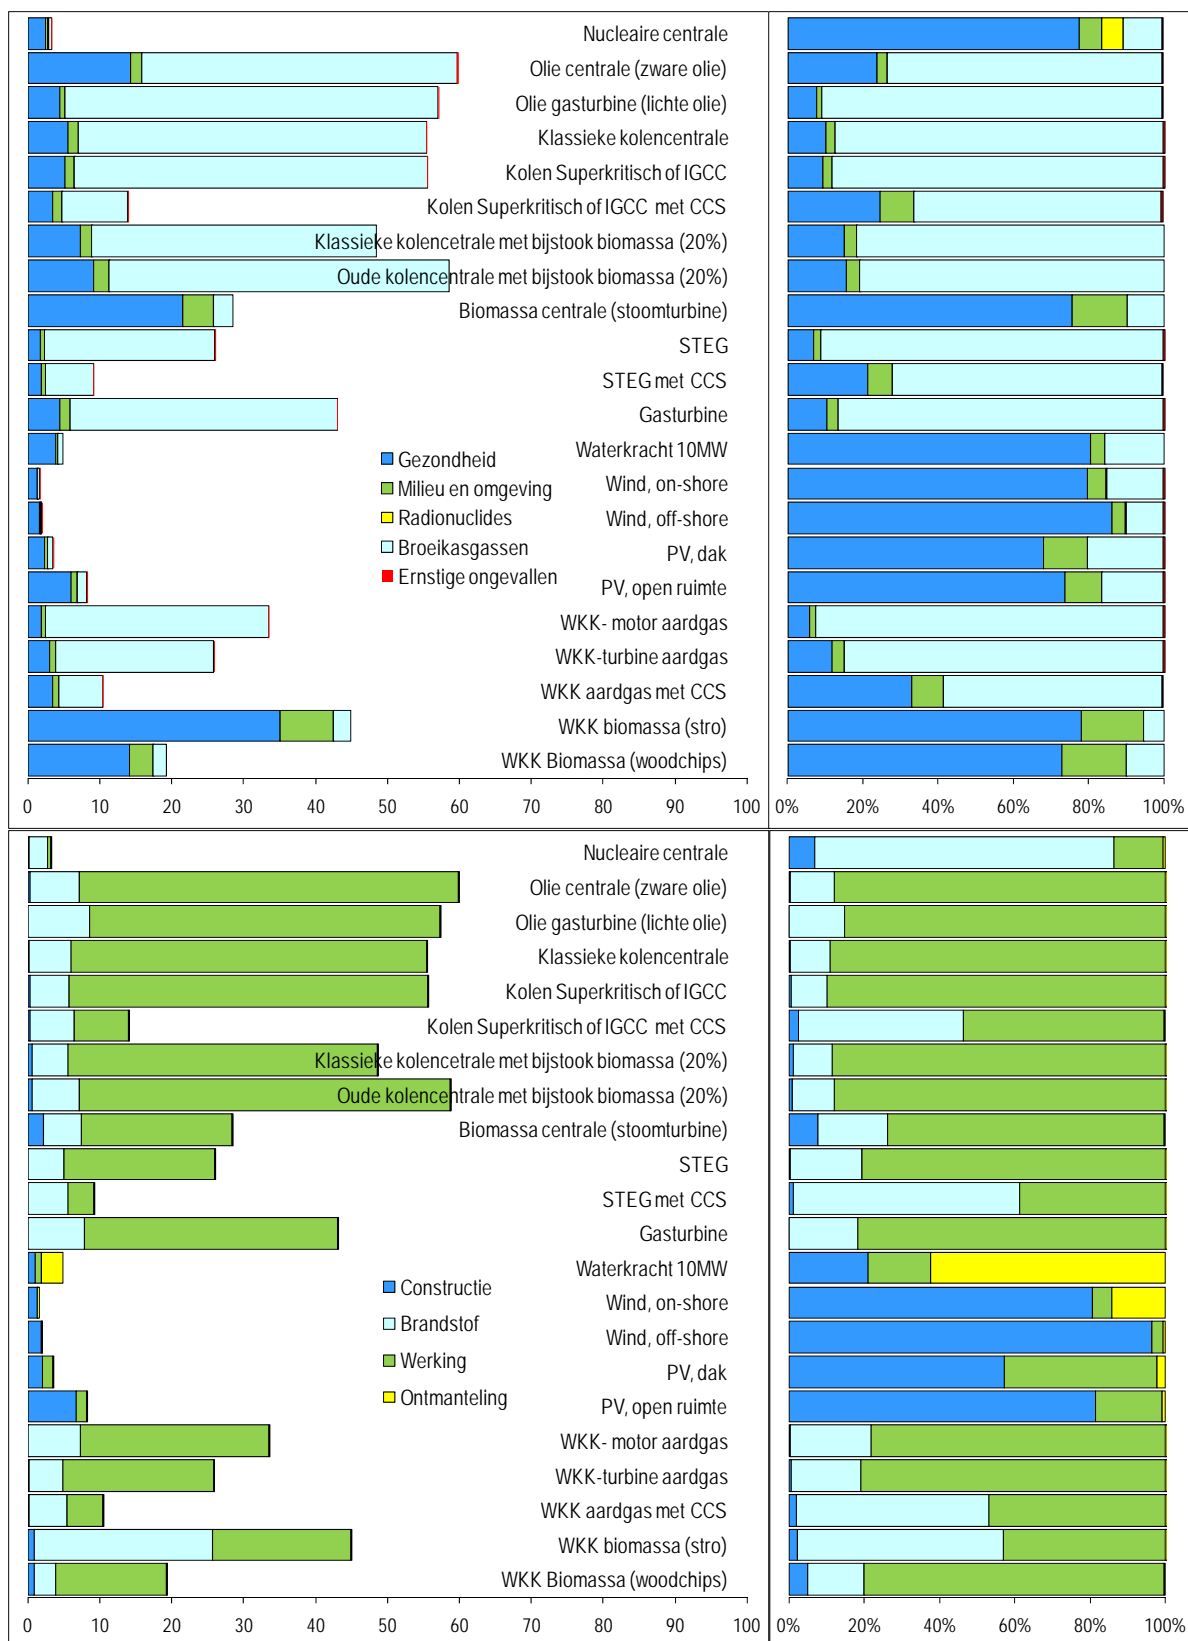 Nucleaire centrale
Olie centrale (zware olie)
Olie gasturbine (lichte olie)
Klassieke kolencentrale
Kolen Superkritisch of IGCC
Kolen Superkritisch of IGCC met CCS
Klassieke kolencetrale met bijstook biomassa (20%)
Oude kolencentrale met bijstook biomassa (20%)
Biomassa centrale (stoomturbine)
STEG
STEG met CCS
Gasturbine
Waterkracht 10MW
Gezondheid
Wind, on-shore
Milieu en omgeving
Radionuclides
Wind, off-shore
Broeikasgassen
PV, dak
Ernstige ongevallen
PV, open ruimte
WKK- motor aardgas
WKK-turbine aardgas
WKK aardgas met CCS
WKK biomassa (stro)
WKK Biomassa (woodchips)
0 10 20 30 40 50 60 70 80 90 100
0% 20% 40% 60% 80% 100%
Nucleaire centrale
Olie centrale (zware olie)
Olie gasturbine (lichte olie)
Klassieke kolencentrale
Kolen Superkritisch of IGCC
Kolen Superkritisch of IGCC met CCS
Klassieke kolencetrale met bijstook biomassa (20%)
Oude kolencentrale met bijstook biomassa (20%)
Biomassa centrale (stoomturbine)
STEG
STEG met CCS
Gasturbine
Waterkracht 10MW
Constructie
Wind, on-shore
Brandstof
Wind, off-shore
Werking
PV, dak
Ontmanteling
PV, open ruimte
WKK- motor aardgas
WKK-turbine aardgas
WKK aardgas met CCS
WKK biomassa (stro)
WKK Biomassa (woodchips)
0 10 20 30 40 50 60 70 80 90 100
0% 20% 40% 60% 80% 100%